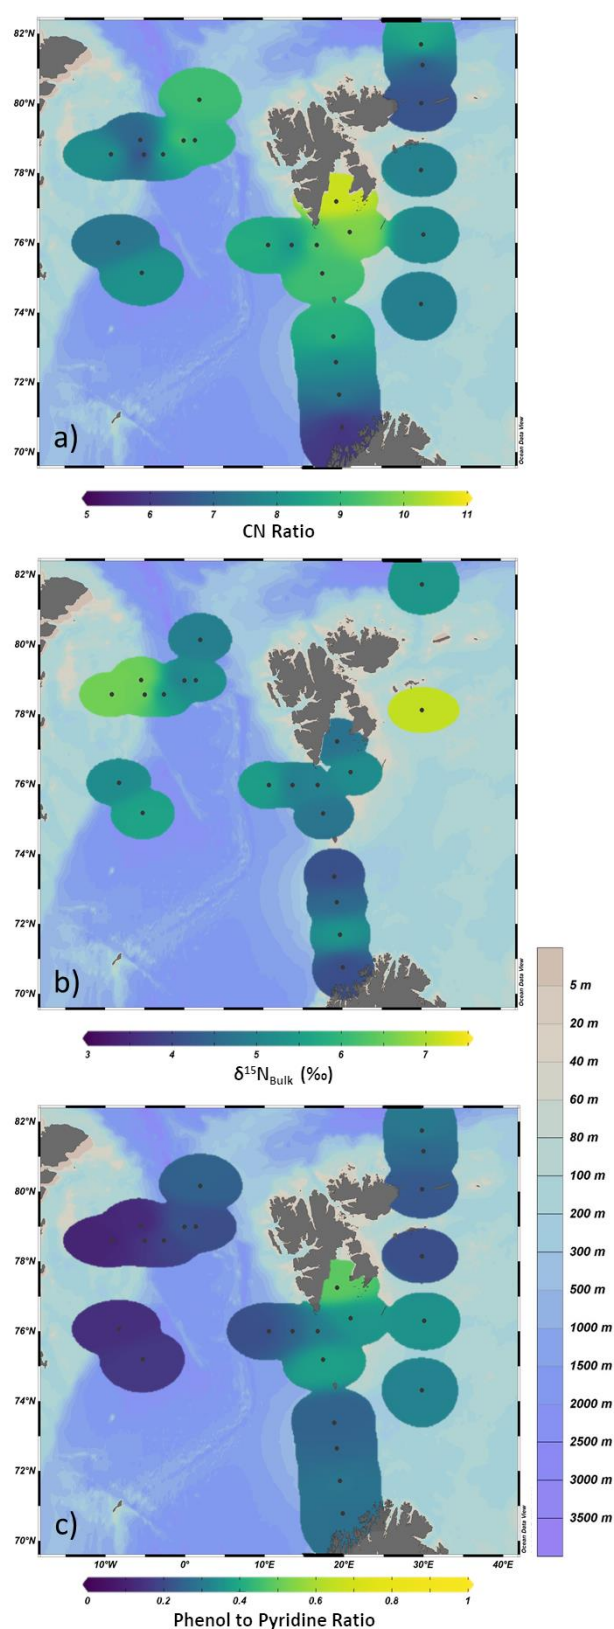 82°N
80°N
78°N
76°N
74°N
72°N
70°N
a)
Ocean Data View
5 6 7 8 9 10 11
CN Ratio
82°N
80°N
78°N
76°N
74°N
72°N
70°N
b)
Ocean Data View
3 4 5 6 7
δ¹⁵N_Bulk (‰)
5 m
20 m
40 m
60 m
80 m
100 m
200 m
300 m
500 m
1000 m
1500 m
2000 m
2500 m
3000 m
3500 m
82°N
80°N
78°N
76°N
74°N
72°N
70°N
c)
Ocean Data View
10°W 0° 10°E 20°E 30°E 40°E
0 0.2 0.4 0.6 0.8 1
Phenol to Pyridine Ratio